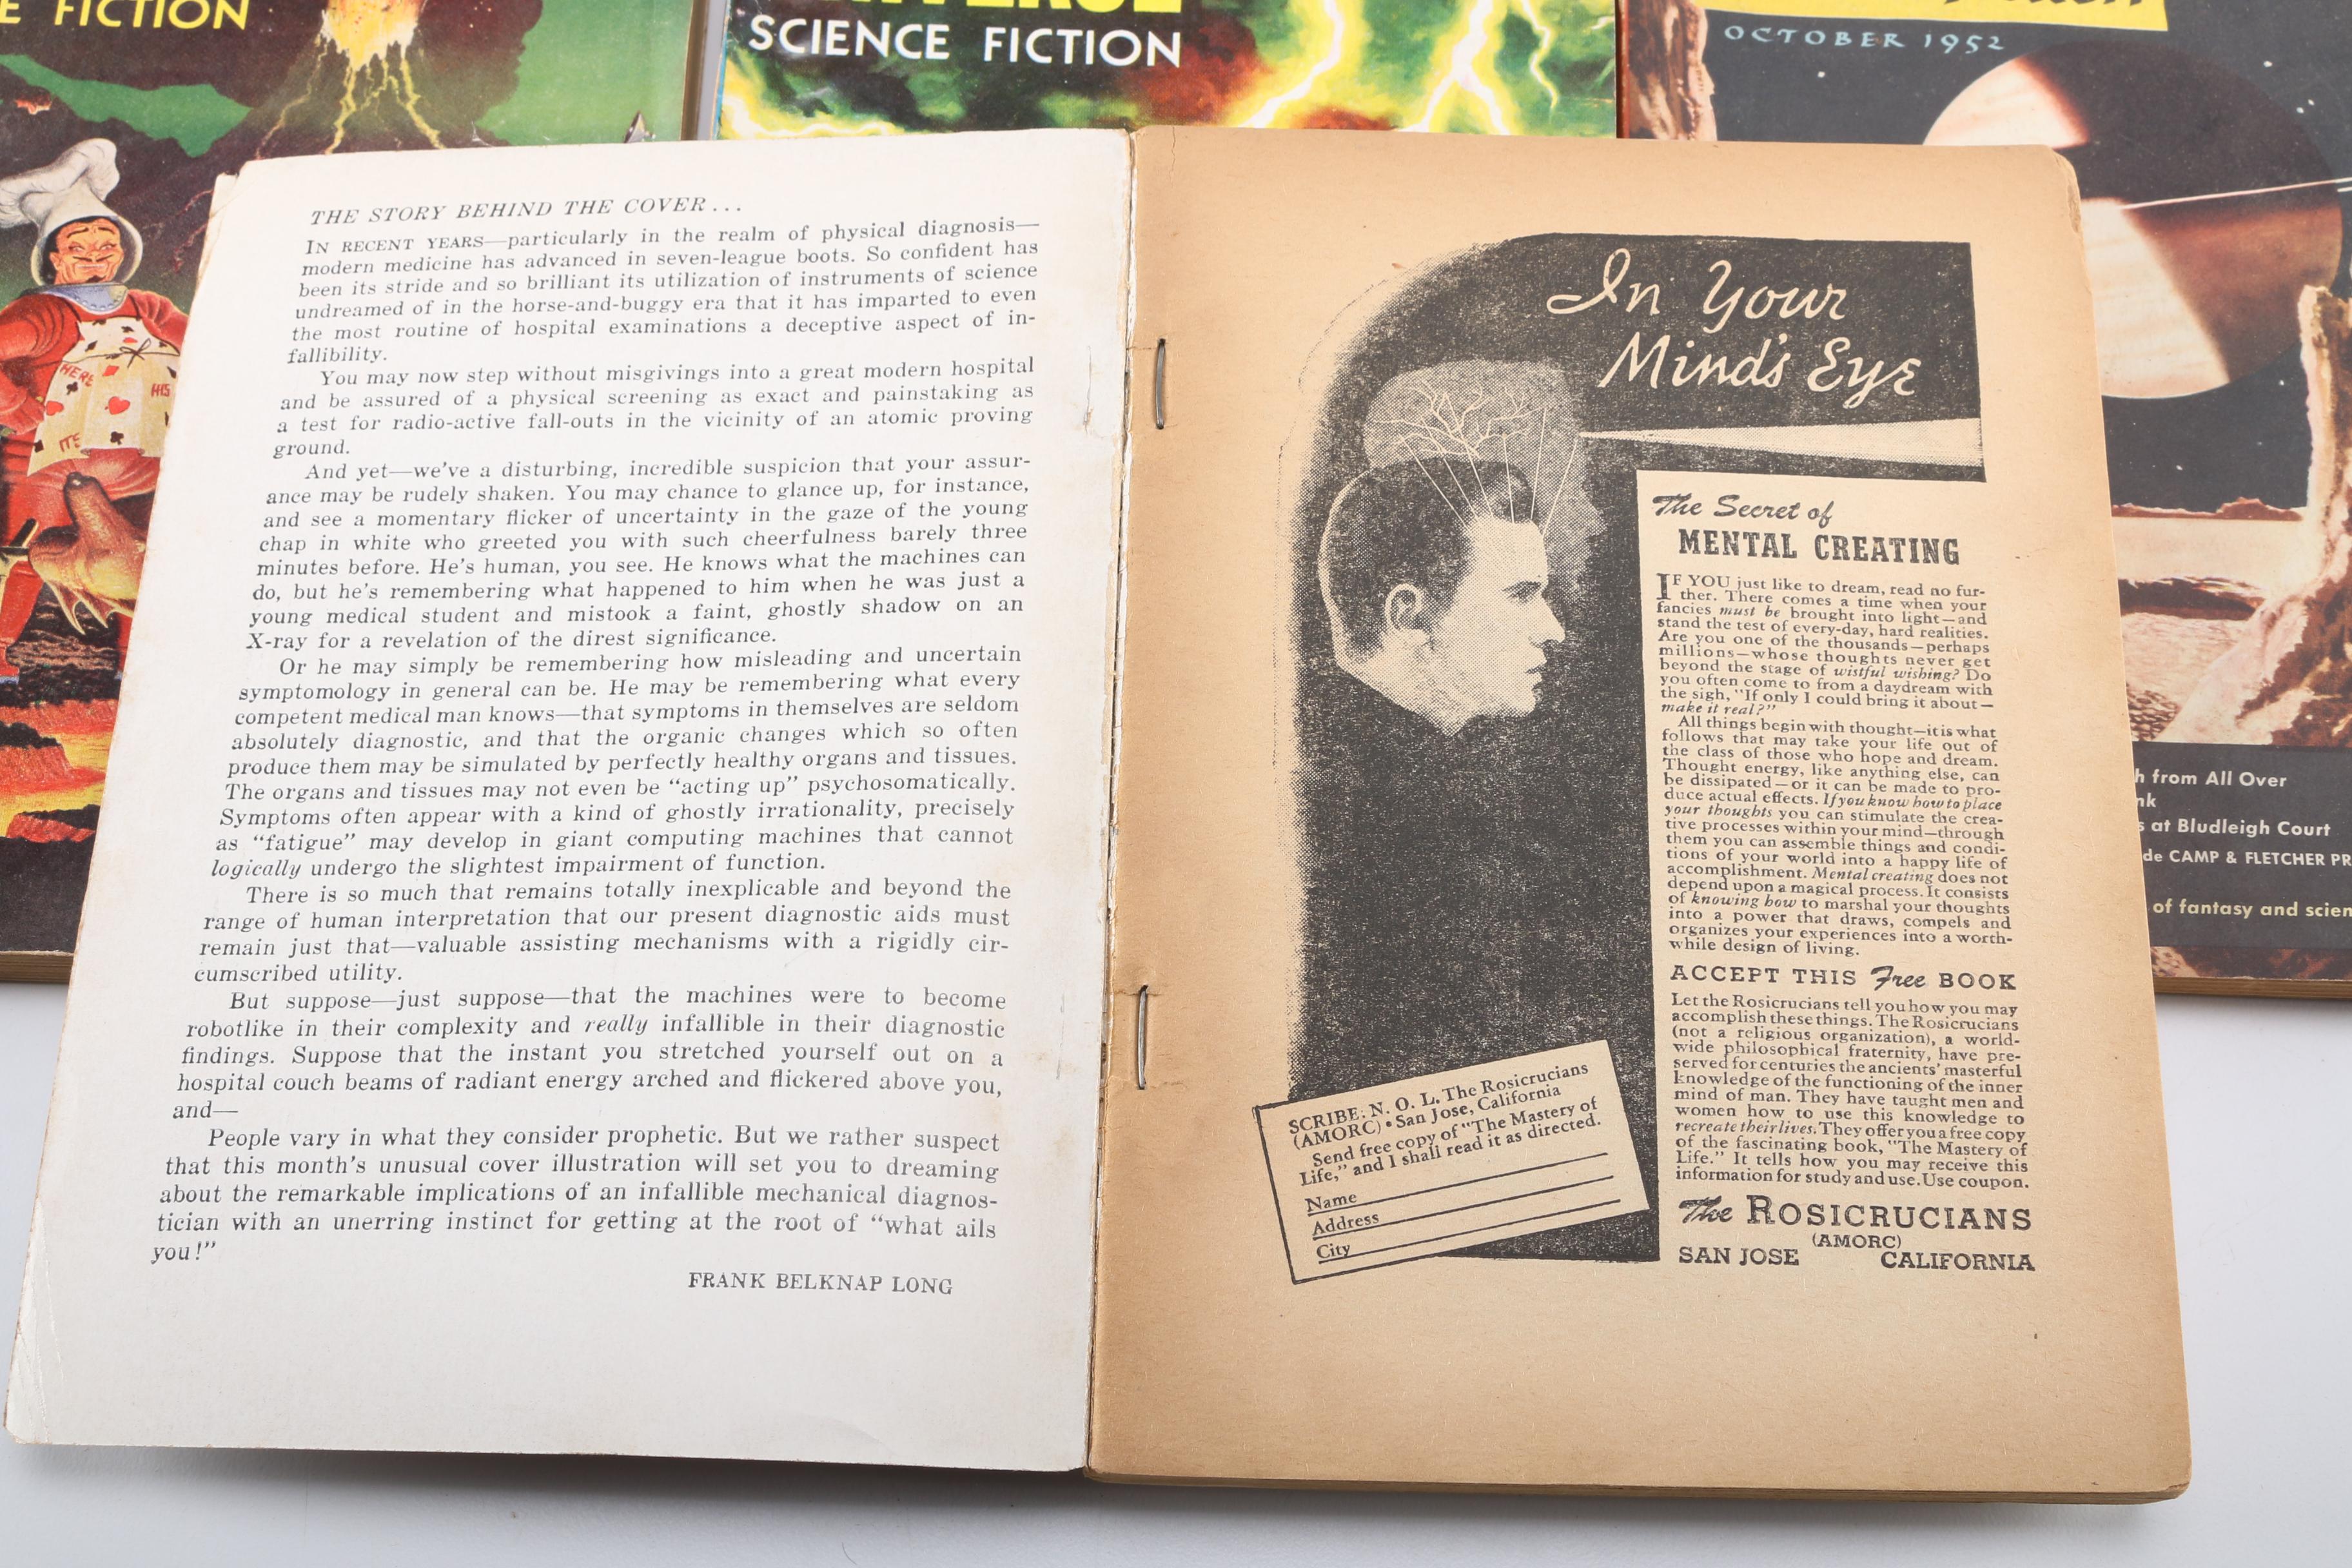 E FICTION
SCIENCE FICTION
OCTOBER 1952
HERE
HIS
THE STORY BEHIND THE COVER...
IN RECENT YEARS—particularly in the realm of physical diagnosis—
modern medicine has advanced in seven-league boots. So confident has
been its stride and so brilliant its utilization of instruments of science
undreamed of in the horse-and-buggy era that it has imparted to even
the most routine of hospital examinations a deceptive aspect of in-
fallibility.
You may now step without misgivings into a great modern hospital
and be assured of a physical screening as exact and painstaking as
a test for radio-active fall-outs in the vicinity of an atomic proving
ground.
And yet—we've a disturbing, incredible suspicion that your assur-
ance may be rudely shaken. You may chance to glance up, for instance,
and see a momentary flicker of uncertainty in the gaze of the young
chap in white who greeted you with such cheerfulness barely three
minutes before. He's human, you see. He knows what the machines can
do, but he's remembering what happened to him when he was just a
young medical student and mistook a faint, ghostly shadow on an
X-ray for a revelation of the direst significance.
Or he may simply be remembering how misleading and uncertain
symptomology in general can be. He may be remembering what every
competent medical man knows—that symptoms in themselves are seldom
absolutely diagnostic, and that the organic changes which so often
produce them may be simulated by perfectly healthy organs and tissues.
The organs and tissues may not even be "acting up" psychosomatically.
Symptoms often appear with a kind of ghostly irrationality, precisely
as "fatigue" may develop in giant computing machines that cannot
logically undergo the slightest impairment of function.
There is so much that remains totally inexplicable and beyond the
range of human interpretation that our present diagnostic aids must
remain just that—valuable assisting mechanisms with a rigidly cir-
cumscribed utility.
But suppose—just suppose—that the machines were to become
robotlike in their complexity and really infallible in their diagnostic
findings. Suppose that the instant you stretched yourself out on a
hospital couch beams of radiant energy arched and flickered above you,
and—
People vary in what they consider prophetic. But we rather suspect
that this month's unusual cover illustration will set you to dreaming
about the remarkable implications of an infallible mechanical diagnos-
tician with an unerring instinct for getting at the root of "what ails
you!"
FRANK BELKNAP LONG
In Your
Mind's Eye
The Secret of
MENTAL CREATING
IF YOU just like to dream, read no fur-
ther. There comes a time when your
fancies must be brought into light—and
stand the test of every-day, hard realities.
Are you one of the thousands—perhaps
millions—whose thoughts never get
beyond the stage of wistful wishing? Do
you often come to from a daydream with
the sigh, "If only I could bring it about—
make it real?"
All things begin with thought—it is what
follows that may take your life out of
the class of those who hope and dream.
Thought energy, like anything else, can
be dissipated—or it can be made to pro-
duce actual effects. If you know how to place
your thoughts you can stimulate the crea-
tive processes within your mind—through
them you can assemble things and condi-
tions of your world into a happy life of
accomplishment. Mental creating does not
depend upon a magical process. It consists
of knowing how to marshal your thoughts
into a power that draws, compels and
organizes your experiences into a worth-
while design of living.
ACCEPT THIS Free BOOK
Let the Rosicrucians tell you how you may
accomplish these things. The Rosicrucians
(not a religious organization), a world-
wide philosophical fraternity, have pre-
served for centuries the ancients' masterful
knowledge of the functioning of the inner
mind of man. They have taught men and
women how to use this knowledge to
recreate their lives. They offer you a free copy
of the fascinating book, "The Mastery of
Life." It tells how you may receive this
information for study and use. Use coupon.
The ROSICRUCIANS
(AMORC)
SAN JOSE CALIFORNIA
SCRIBE: N. O. L. The Rosicrucians
(AMORC) • San Jose, California
Send free copy of "The Mastery of
Life," and I shall read it as directed.
Name
Address
City
h from All Over
nk
s at Bludleigh Court
de CAMP & FLETCHER PR
of fantasy and scien